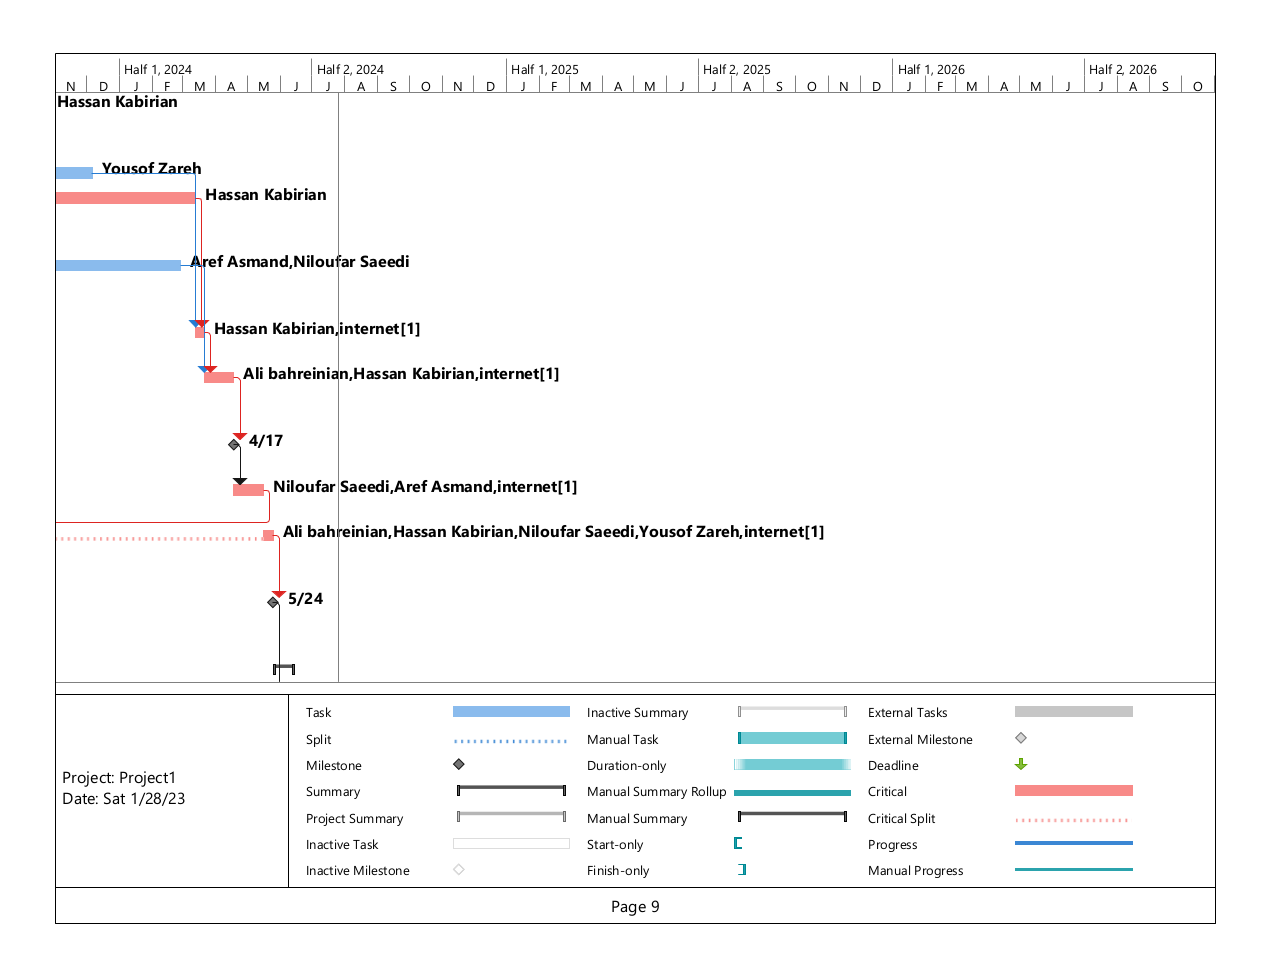 Half 1, 2024 Half 2, 2024 Half 1, 2025 Half 2, 2025 Half 1, 2026 Half 2, 2026
N D J F M A M J J A S O N D J F M A M J J A S O N D J F M A M J J A S O
Hassan Kabirian
Yousof Zareh
Hassan Kabirian
Aref Asmand,Niloufar Saeedi
Hassan Kabirian,internet[1]
Ali bahreinian,Hassan Kabirian,internet[1]
4/17
Niloufar Saeedi,Aref Asmand,internet[1]
Ali bahreinian,Hassan Kabirian,Niloufar Saeedi,Yousof Zareh,internet[1]
5/24
Project: Project1
Date: Sat 1/28/23
Task
Split
Milestone
Summary
Project Summary
Inactive Task
Inactive Milestone
Inactive Summary
Manual Task
Duration-only
Manual Summary Rollup
Manual Summary
Start-only
Finish-only
External Tasks
External Milestone
Deadline
Critical
Critical Split
Progress
Manual Progress
Page 9